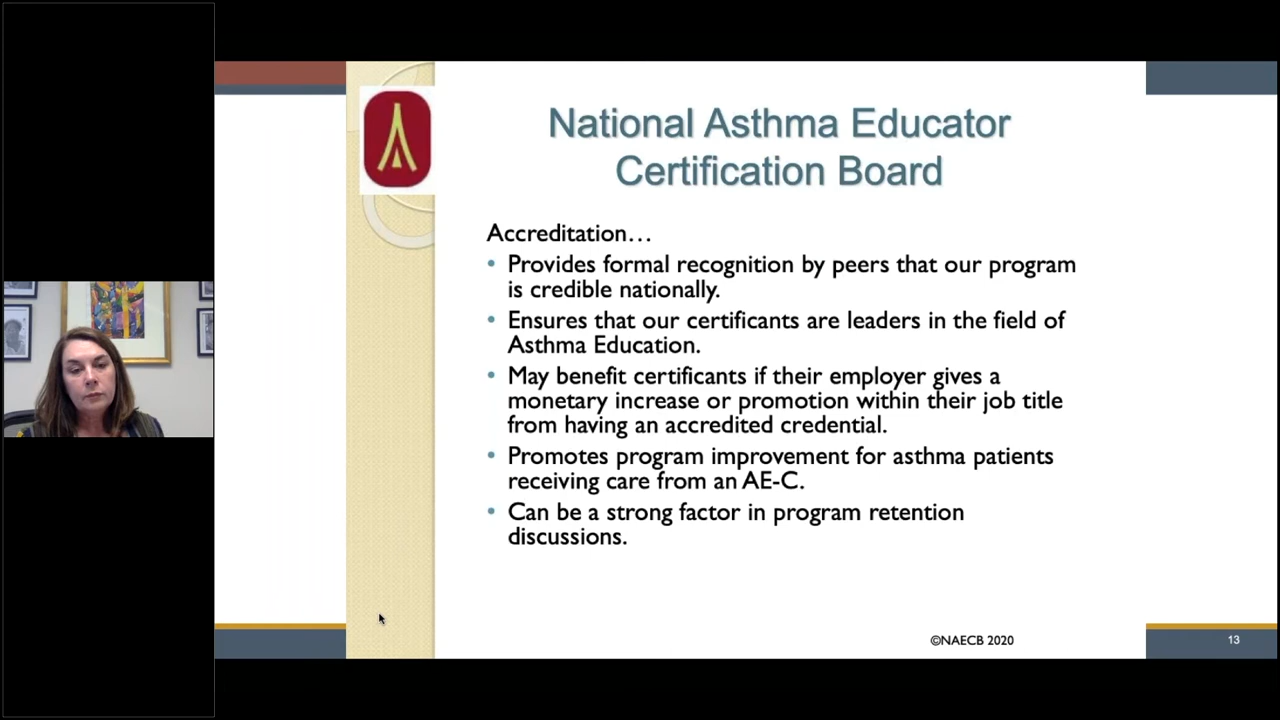 National Asthma Educator
Certification Board
Accreditation…
• Provides formal recognition by peers that our program
is credible nationally.
• Ensures that our certificants are leaders in the field of
Asthma Education.
• May benefit certificants if their employer gives a
monetary increase or promotion within their job title
from having an accredited credential.
• Promotes program improvement for asthma patients
receiving care from an AE-C.
• Can be a strong factor in program retention
discussions.
©NAECB 2020
13